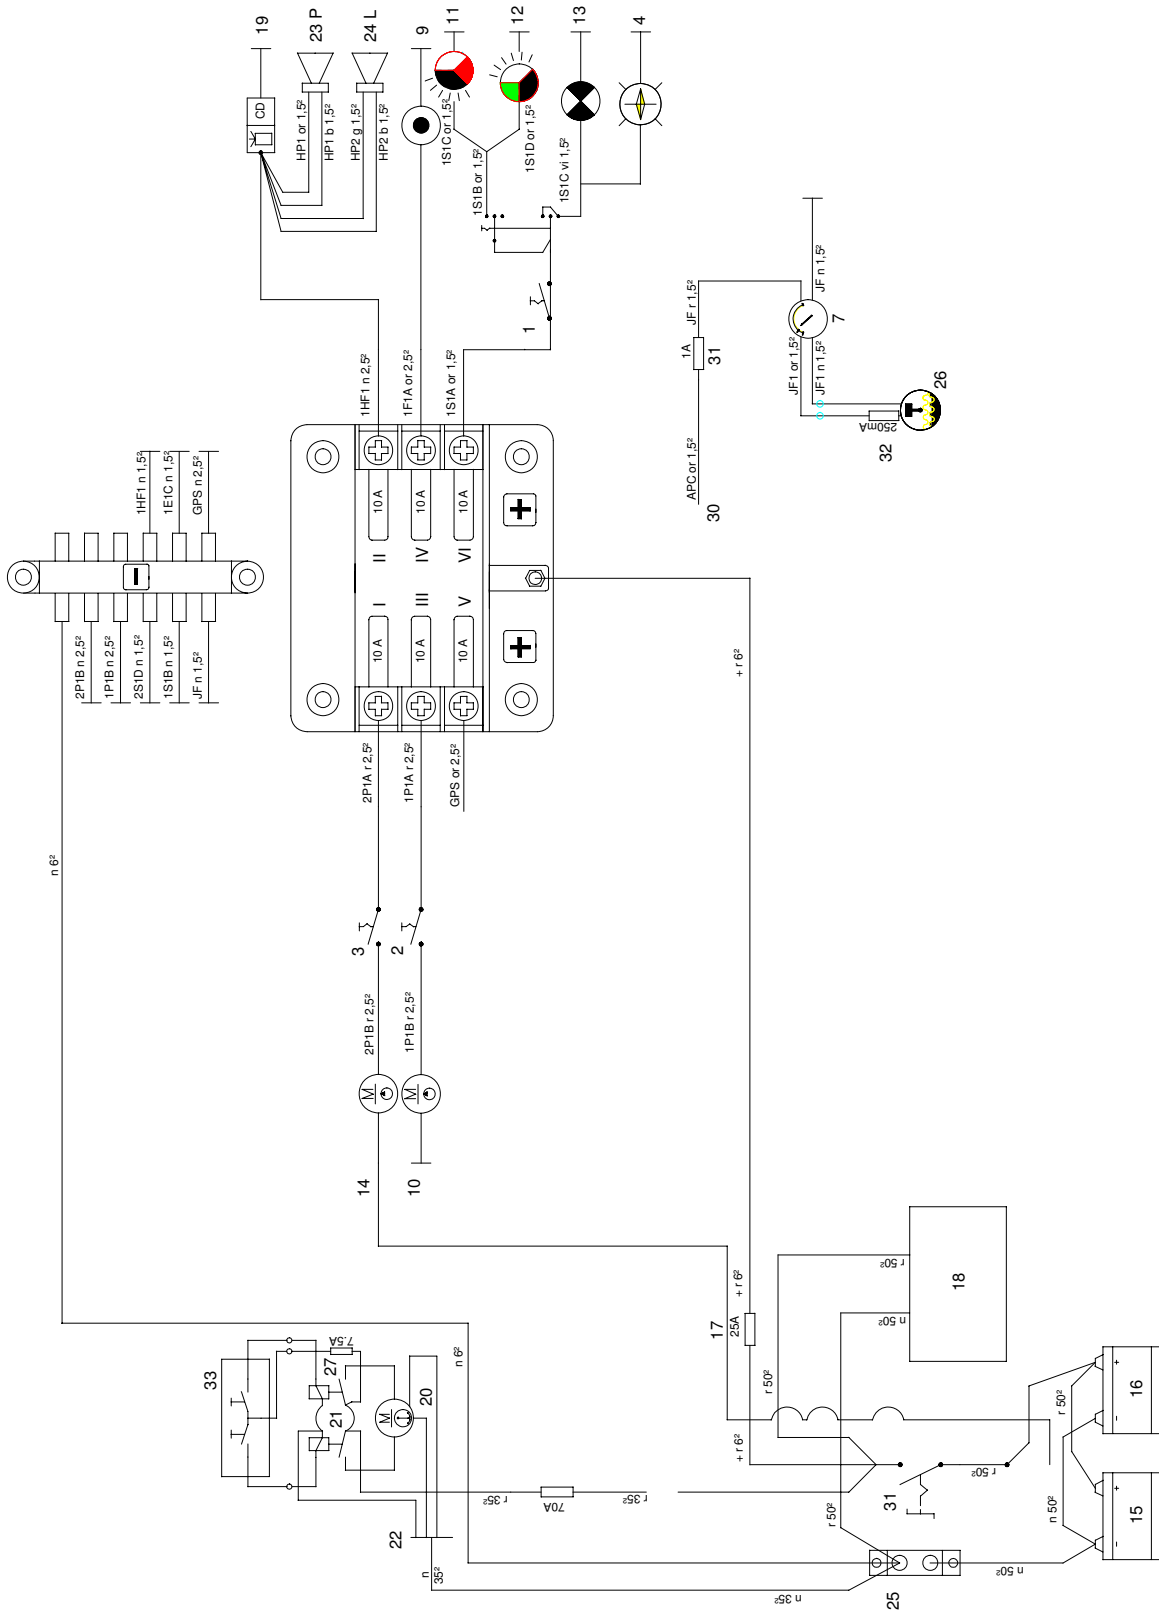 19
23 P
24 L
9
11
12
13
4
CD
HP1 or 1,5²
HP1 b 1,5²
HP2 g 1,5²
HP2 b 1,5²
1S1C or 1,5²
1S1D or 1,5²
1S1B or 1,5²
1S1C vi 1,5²
1
1HF1 n 2,5²
1F1A or 2,5²
1S1A or 1,5²
1HF1 n 1,5²
1E1C n 1,5²
GPS n 2,5²
2P1B n 2,5²
1P1B n 2,5²
2S1D n 1,5²
1S1B n 1,5²
JF n 1,5²
10 A
10 A
10 A
II
IV
VI
I
III
V
10 A
10 A
10 A
2P1A r 2,5²
1P1A r 2,5²
GPS or 2,5²
JF r 1,5²
JF n 1,5²
1A
31
7
JF1 or 1,5²
JF1 n 1,5²
APC or 1,5²
30
250mA
32
26
+ r 6²
n 6²
3
2
2P1B r 2,5²
1P1B r 2,5²
M
M
14
10
33
7.5A
27
21
M
20
22
n
35²
n 6²
r 35²
70A
r 35²
n 35²
17
25A
+ r 6²
+ r 6²
r 50²
r 50²
n 50²
18
r 50²
r 50²
r 50²
31
n 50²
n 50²
25
+
-
16
+
-
15